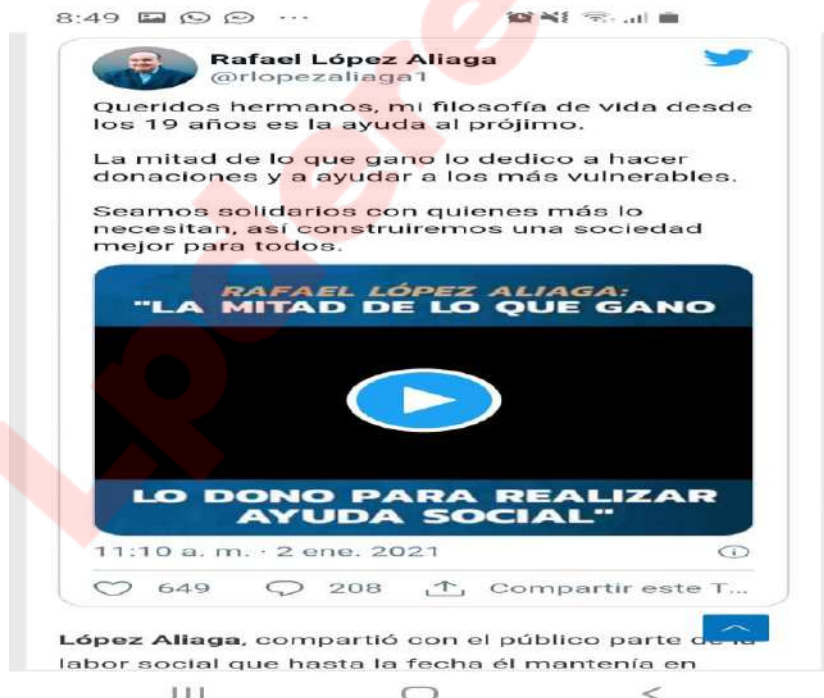 8:49
Rafael López Aliaga
@rlopezaliaga1
Queridos hermanos, mi filosofía de vida desde
los 19 años es la ayuda al prójimo.
La mitad de lo que gano lo dedico a hacer
donaciones y a ayudar a los más vulnerables.
Seamos solidarios con quienes más lo
necesitan, así construiremos una sociedad
mejor para todos.
RAFAEL LÓPEZ ALIAGA:
"LA MITAD DE LO QUE GANO
LO DONO PARA REALIZAR
AYUDA SOCIAL"
11:10 a. m. · 2 ene. 2021
649 208 Compartir este T...
López Aliaga, compartió con el público parte de la
labor social que hasta la fecha él mantenía en
Lpdere